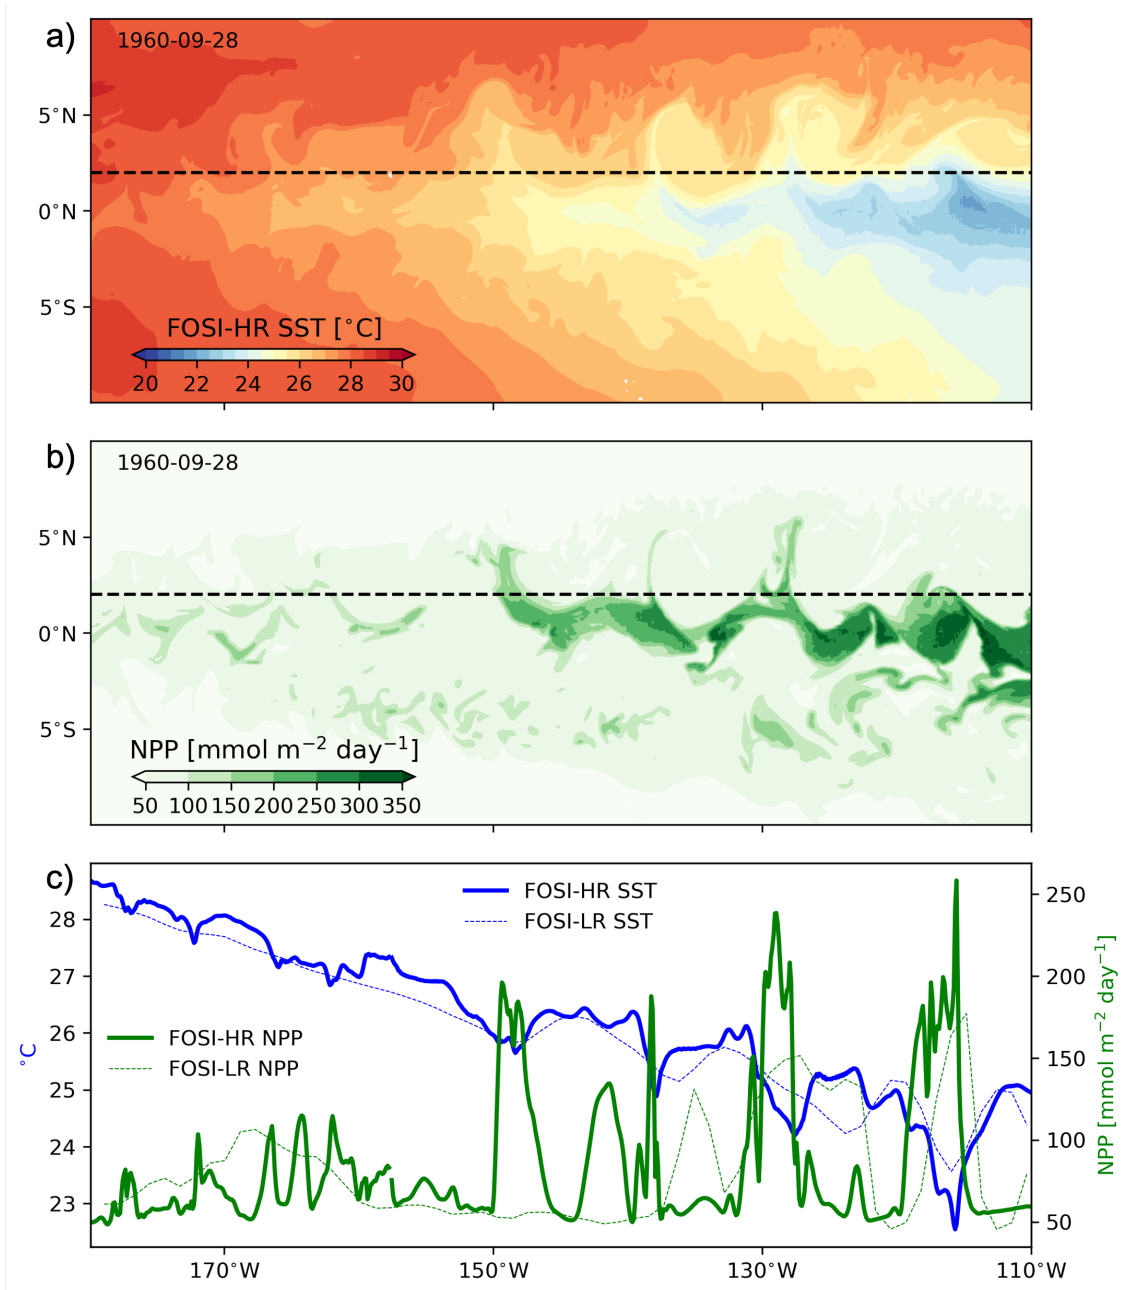 a)
1960-09-28
5°N
0°N
5°S
FOSI-HR SST [°C]
20 22 24 26 28 30
b)
1960-09-28
5°N
0°N
5°S
NPP [mmol m⁻² day⁻¹]
50 100 150 200 250 300 350
c)
FOSI-HR SST
FOSI-LR SST
FOSI-HR NPP
FOSI-LR NPP
28
27
26
25
24
23
°C
250
200
150
100
50
NPP [mmol m⁻² day⁻¹]
170°W 150°W 130°W 110°W